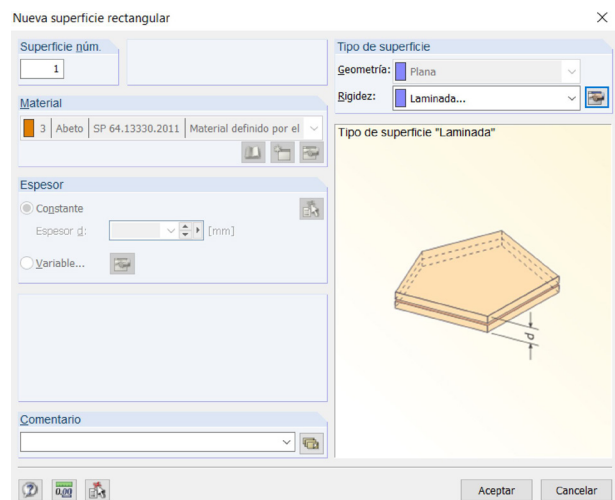 Nueva superficie rectangular
Superficie núm.
1
Material
3 Abeto SP 64.13330.2011 Material definido por el
Espesor
Constante
Espesor d: [mm]
Variable...
Comentario
Tipo de superficie
Geometría: Plana
Rigidez: Laminada...
Tipo de superficie "Laminada"
d
0,00
Aceptar Cancelar